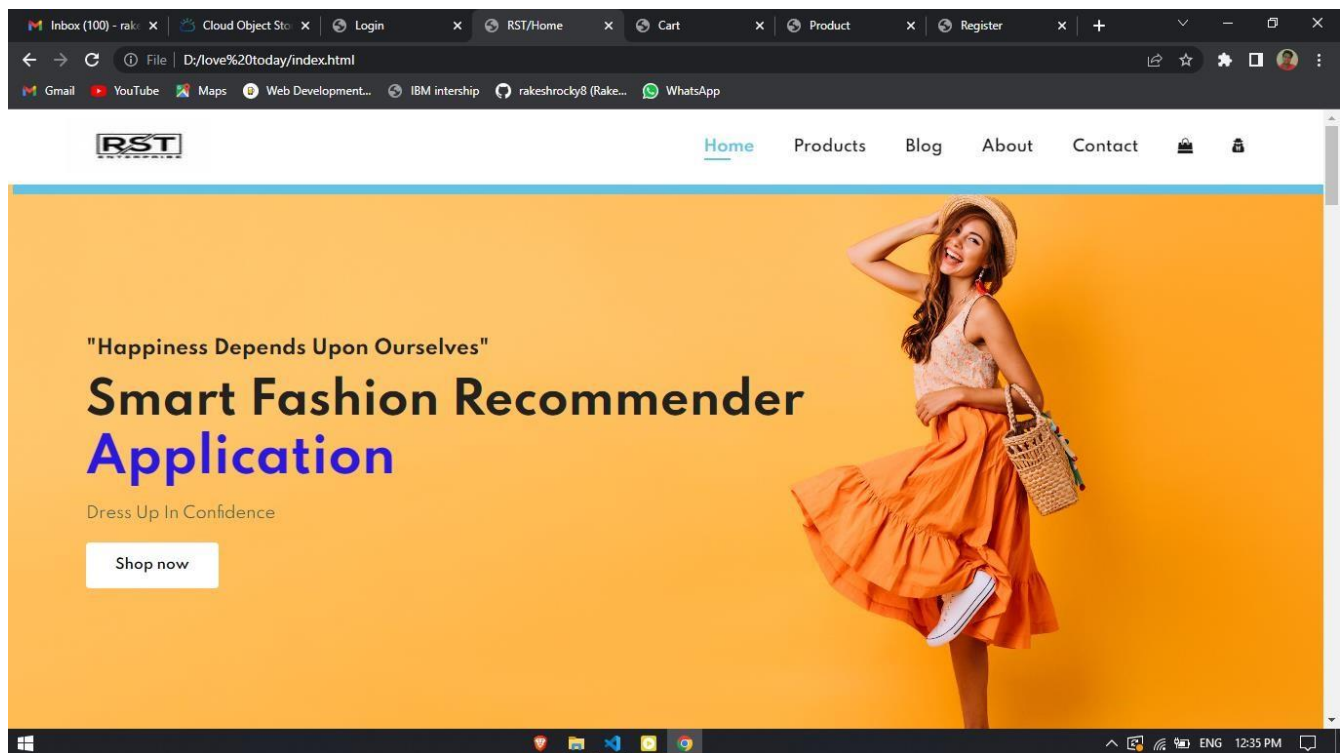 Inbox (100) - rak
Cloud Object Sto
Login
RST/Home
Cart
Product
Register
File
D:/love%20today/index.html
Gmail
YouTube
Maps
Web Development...
IBM intership
rakeshrocky8 (Rake...
WhatsApp
RST
ENTERPRISE
Home
Products
Blog
About
Contact
"Happiness Depends Upon Ourselves"
Smart Fashion Recommender
Application
Dress Up In Confidence
Shop now
ENG
12:35 PM